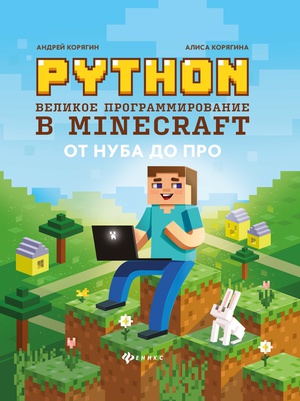 АНДРЕЙ КОРЯГИН АЛИСА КОРЯГИНА
PYTHON
ВЕЛИКОЕ ПРОГРАММИРОВАНИЕ
В MINECRAFT
ОТ НУБА ДО ПРО
ФЕНИКС